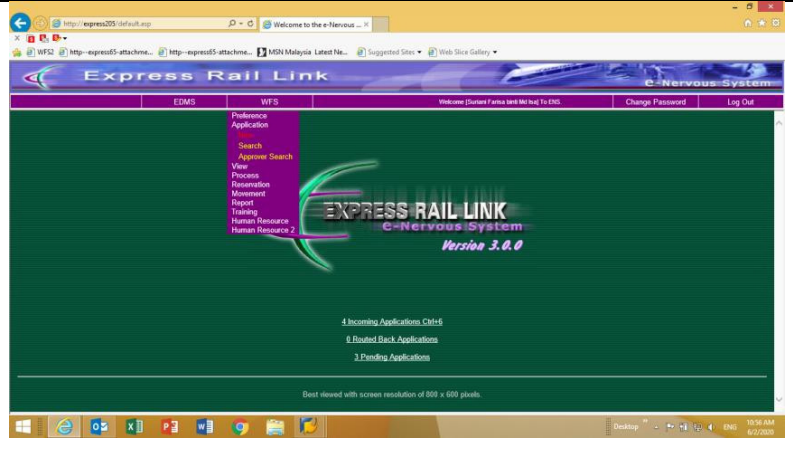 http://express205/default.asp
Welcome to the e-Nervous ...
WFS2 http--express65-attachme... http--express65-attachme... MSN Malaysia Latest Ne... Suggested Sites Web Slice Gallery
Express Rail Link
e-Nervous System
EDMS WFS Welcome [Suriani Farisa binti Md Isa] To ENS. Change Password Log Out
Preference
Application
New
Search
Approver Search
View
Process
Reservation
Movement
Report
Training
Human Resource
Human Resource 2
EXPRESS RAIL LINK
e-Nervous System
Version 3.0.0
4 Incoming Applications Ctrl+6
0 Routed Back Applications
3 Pending Applications
Best viewed with screen resolution of 800 x 600 pixels.
Desktop ENG 10:56 AM
6/2/2020